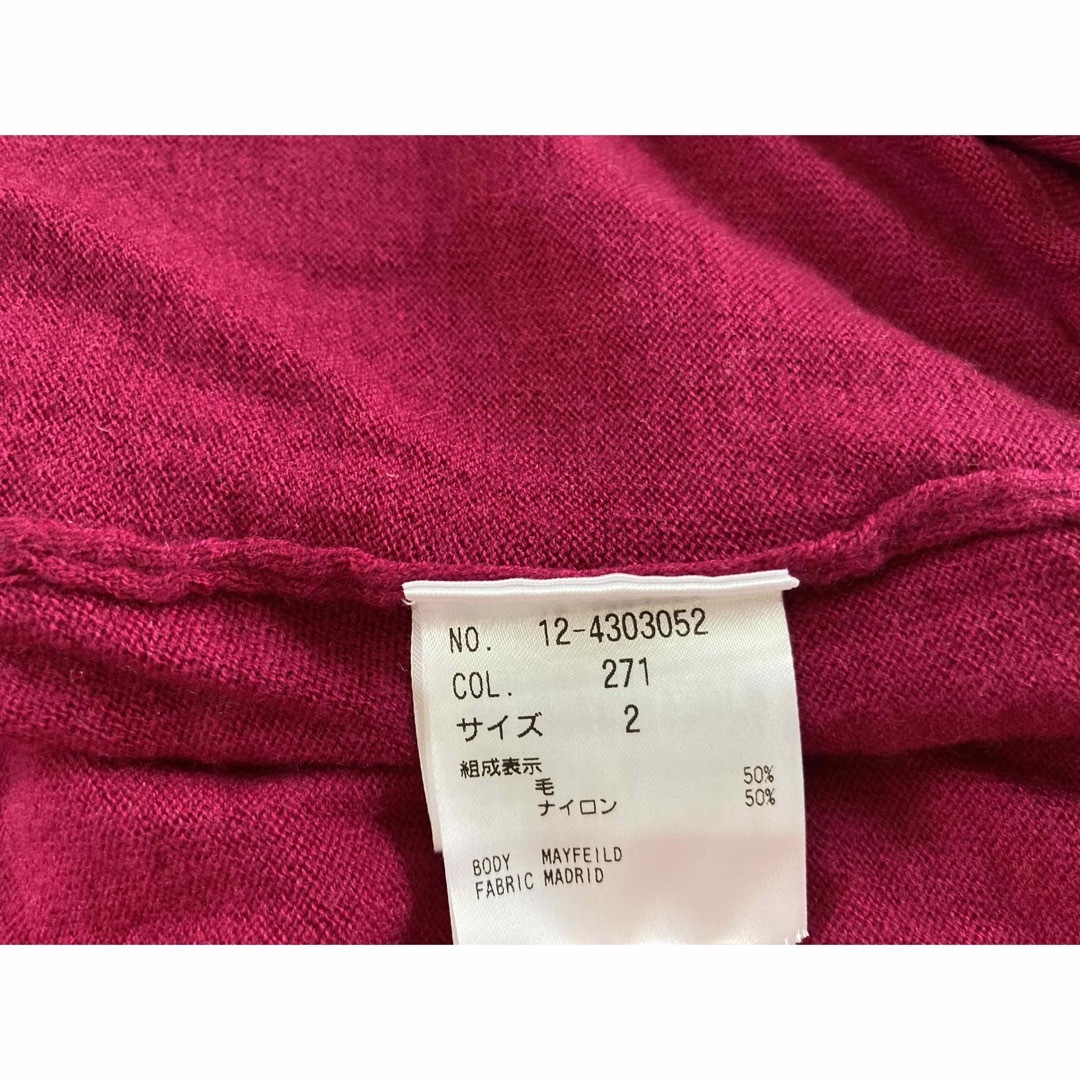 NO. 12-4303052
COL. 271
サイズ 2
組成表示
毛 50%
ナイロン 50%
BODY MAYFEILD
FABRIC MADRID